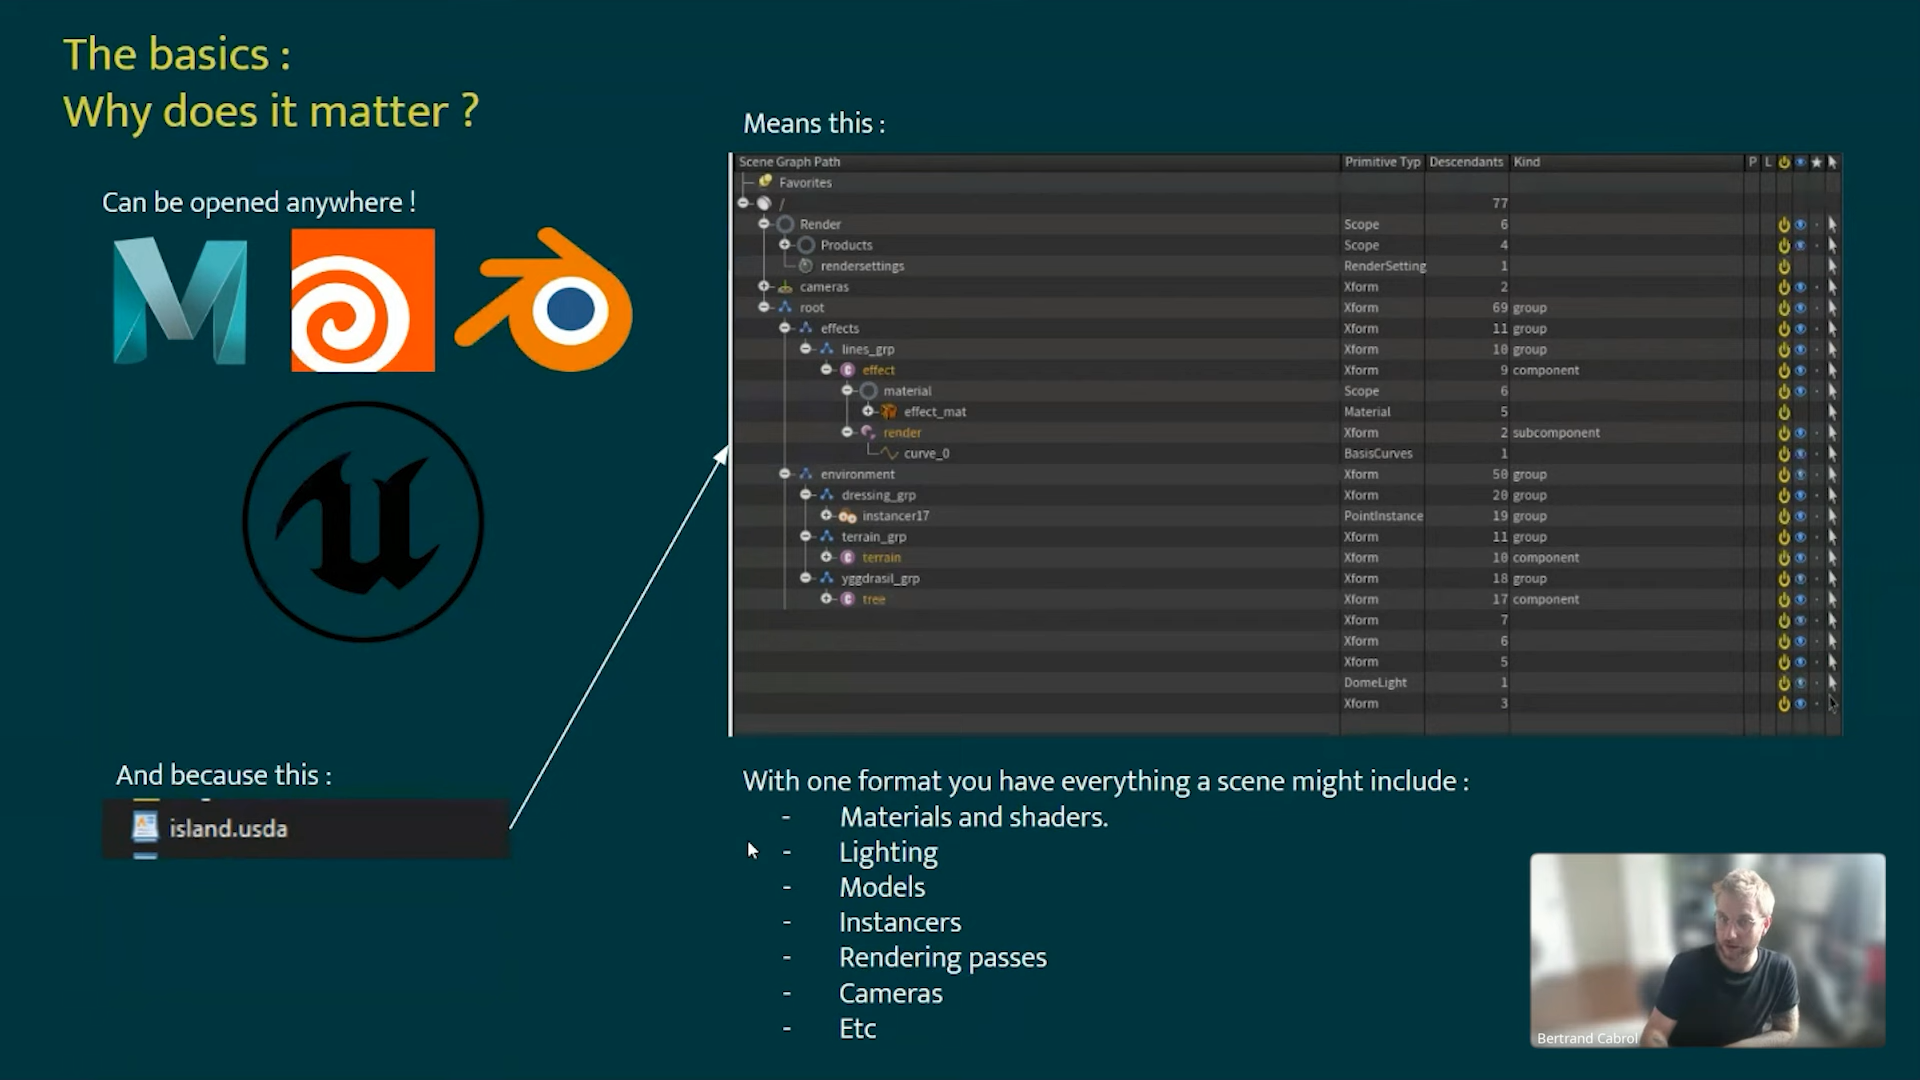 The basics :
Why does it matter ?
Can be opened anywhere !
And because this :
island.usda
Means this :
Scene Graph Path Primitive Typ Descendants Kind P L
Favorites
/ 77
Render Scope 6
Products Scope 4
rendersettings RenderSetting 1
cameras Xform 2
root Xform 69 group
effects Xform 11 group
lines_grp Xform 10 group
effect Xform 9 component
material Scope 6
effect_mat Material 5
render Xform 2 subcomponent
curve_0 BasisCurves 1
environment Xform 50 group
dressing_grp Xform 20 group
instancer17 PointInstance 19 group
terrain_grp Xform 11 group
terrain Xform 10 component
yggdrasil_grp Xform 18 group
tree Xform 17 component
Xform 7
Xform 6
Xform 5
DomeLight 1
Xform 3
With one format you have everything a scene might include :
- Materials and shaders.
- Lighting
- Models
- Instancers
- Rendering passes
- Cameras
- Etc
Bertrand Cabrol